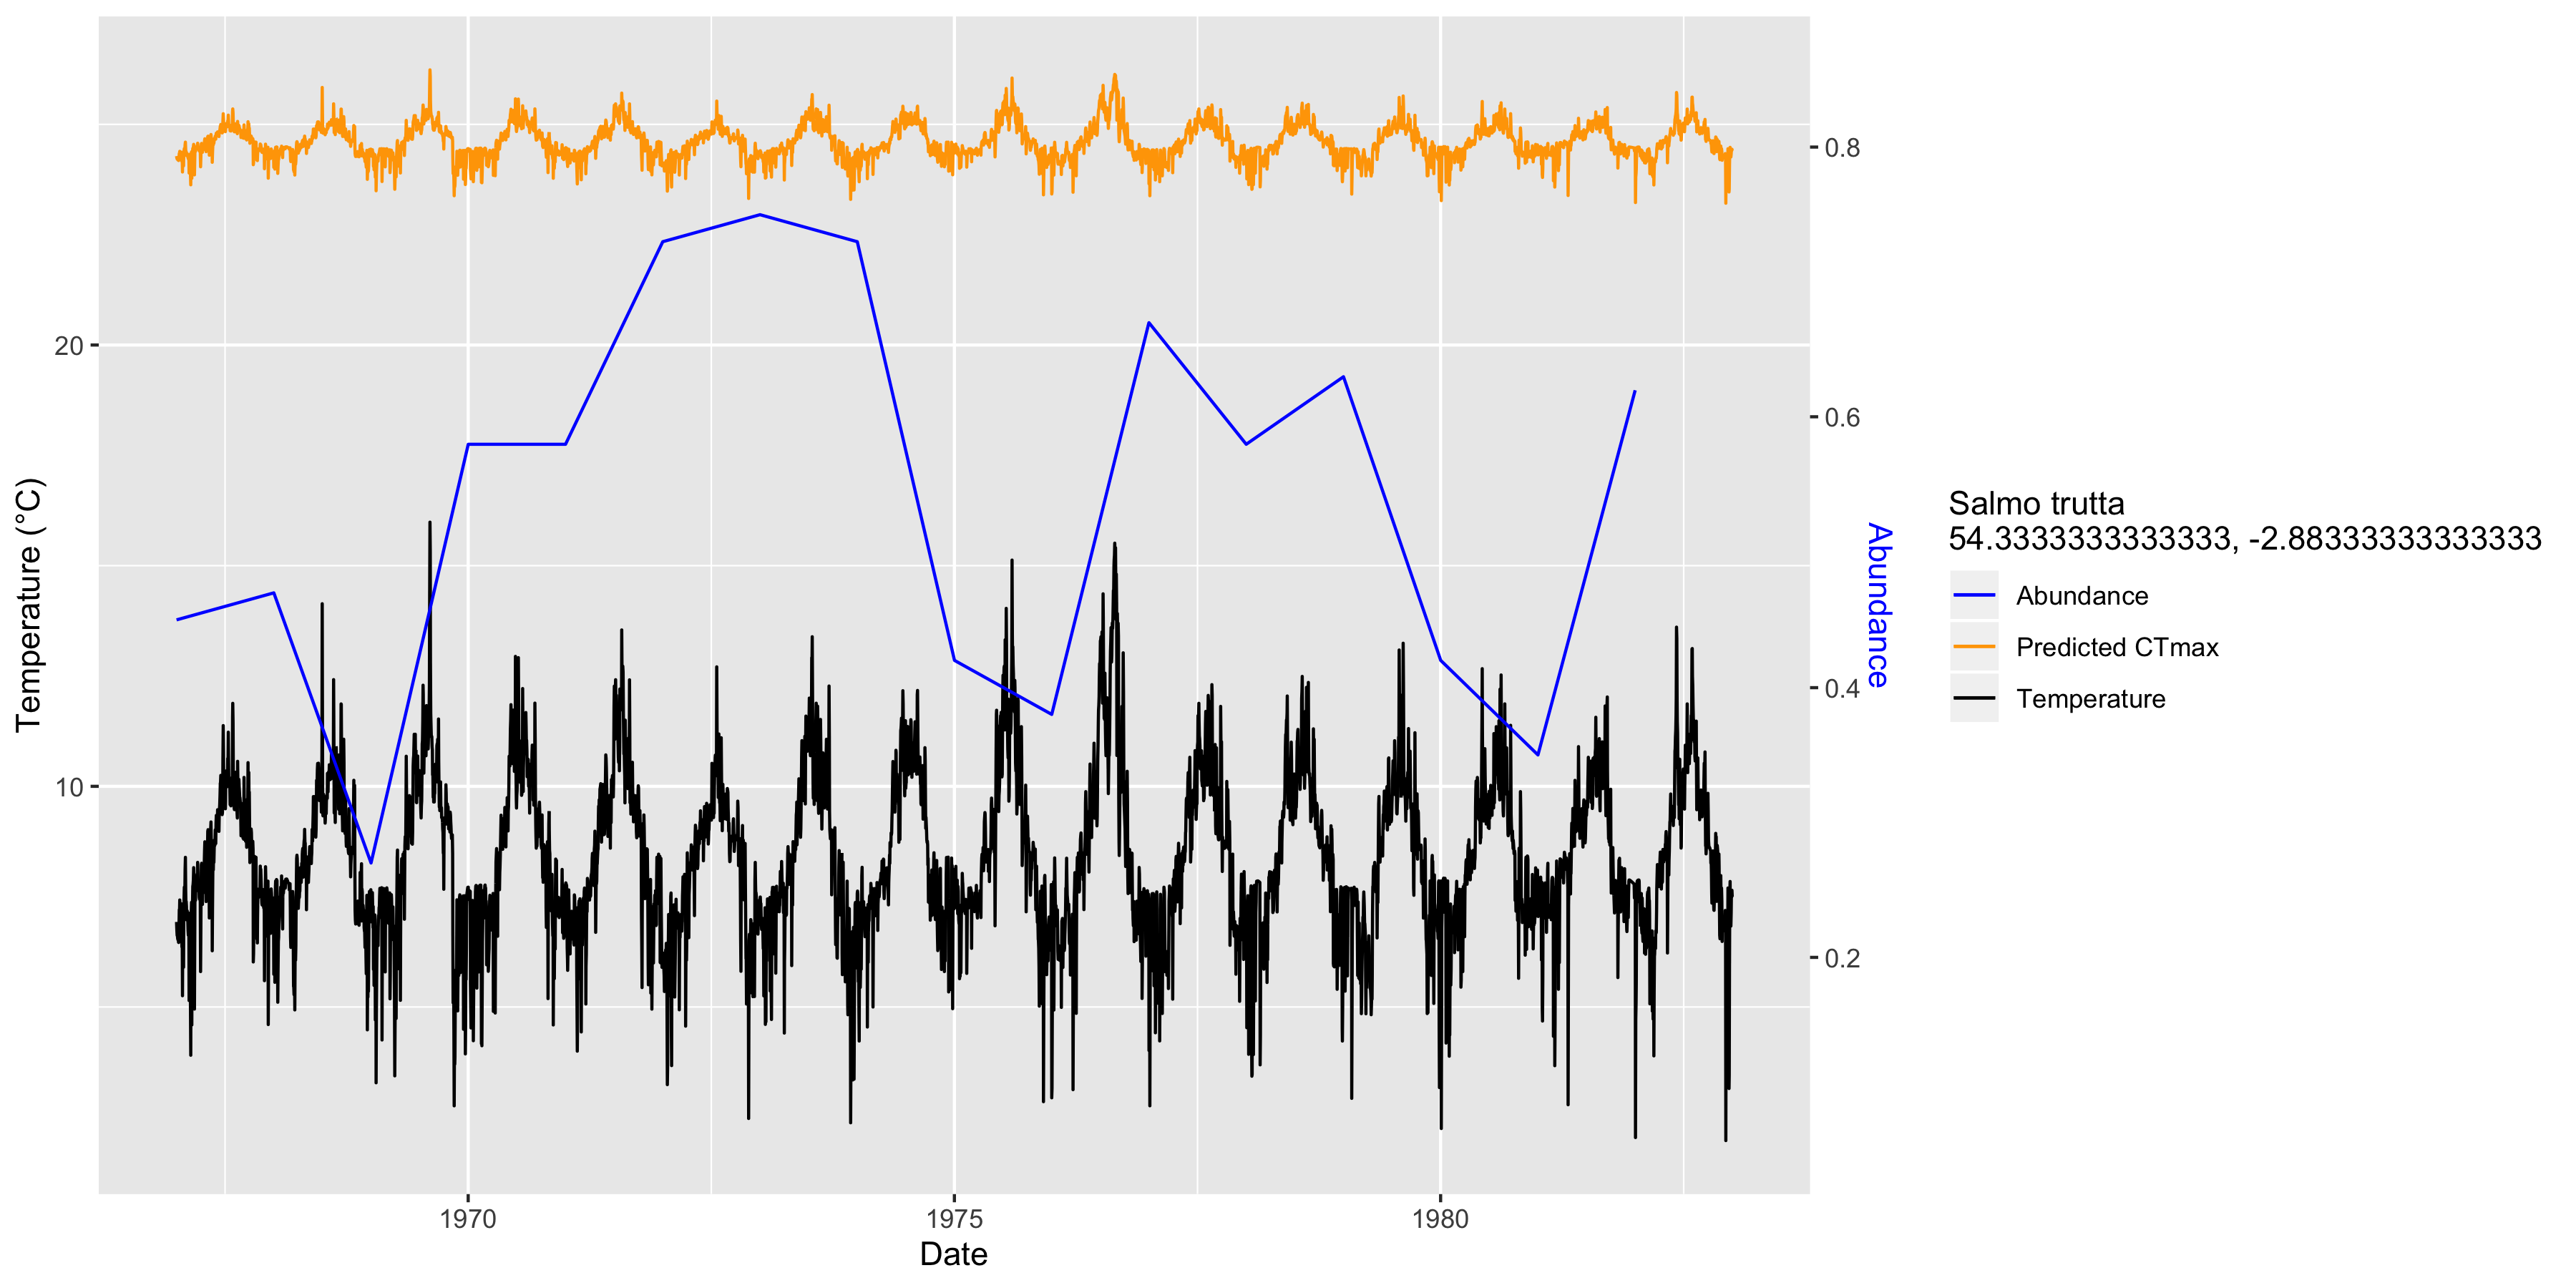 Temperature (°C)
20
10
1970
1975
1980
Date
0.8
0.6
0.4
0.2
Abundance
Salmo trutta
54.3333333333333, -2.88333333333333
Abundance
Predicted CTmax
Temperature